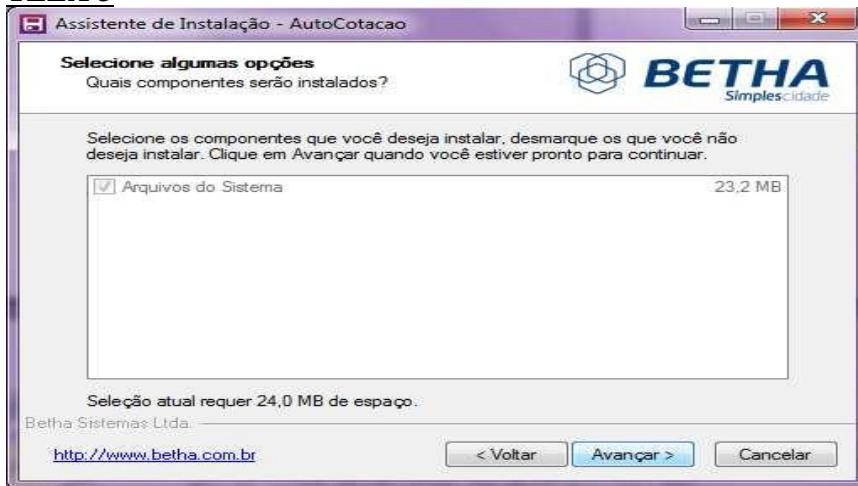 Assistente de Instalação - AutoCotacao
Selecione algumas opções
Quais componentes serão instalados?
BETHA
Simplescidade
Selecione os componentes que você deseja instalar, desmarque os que você não
deseja instalar. Clique em Avançar quando você estiver pronto para continuar.
Arquivos do Sistema 23,2 MB
Seleção atual requer 24,0 MB de espaço.
Betha Sistemas Ltda.
http://www.betha.com.br < Voltar Avançar > Cancelar